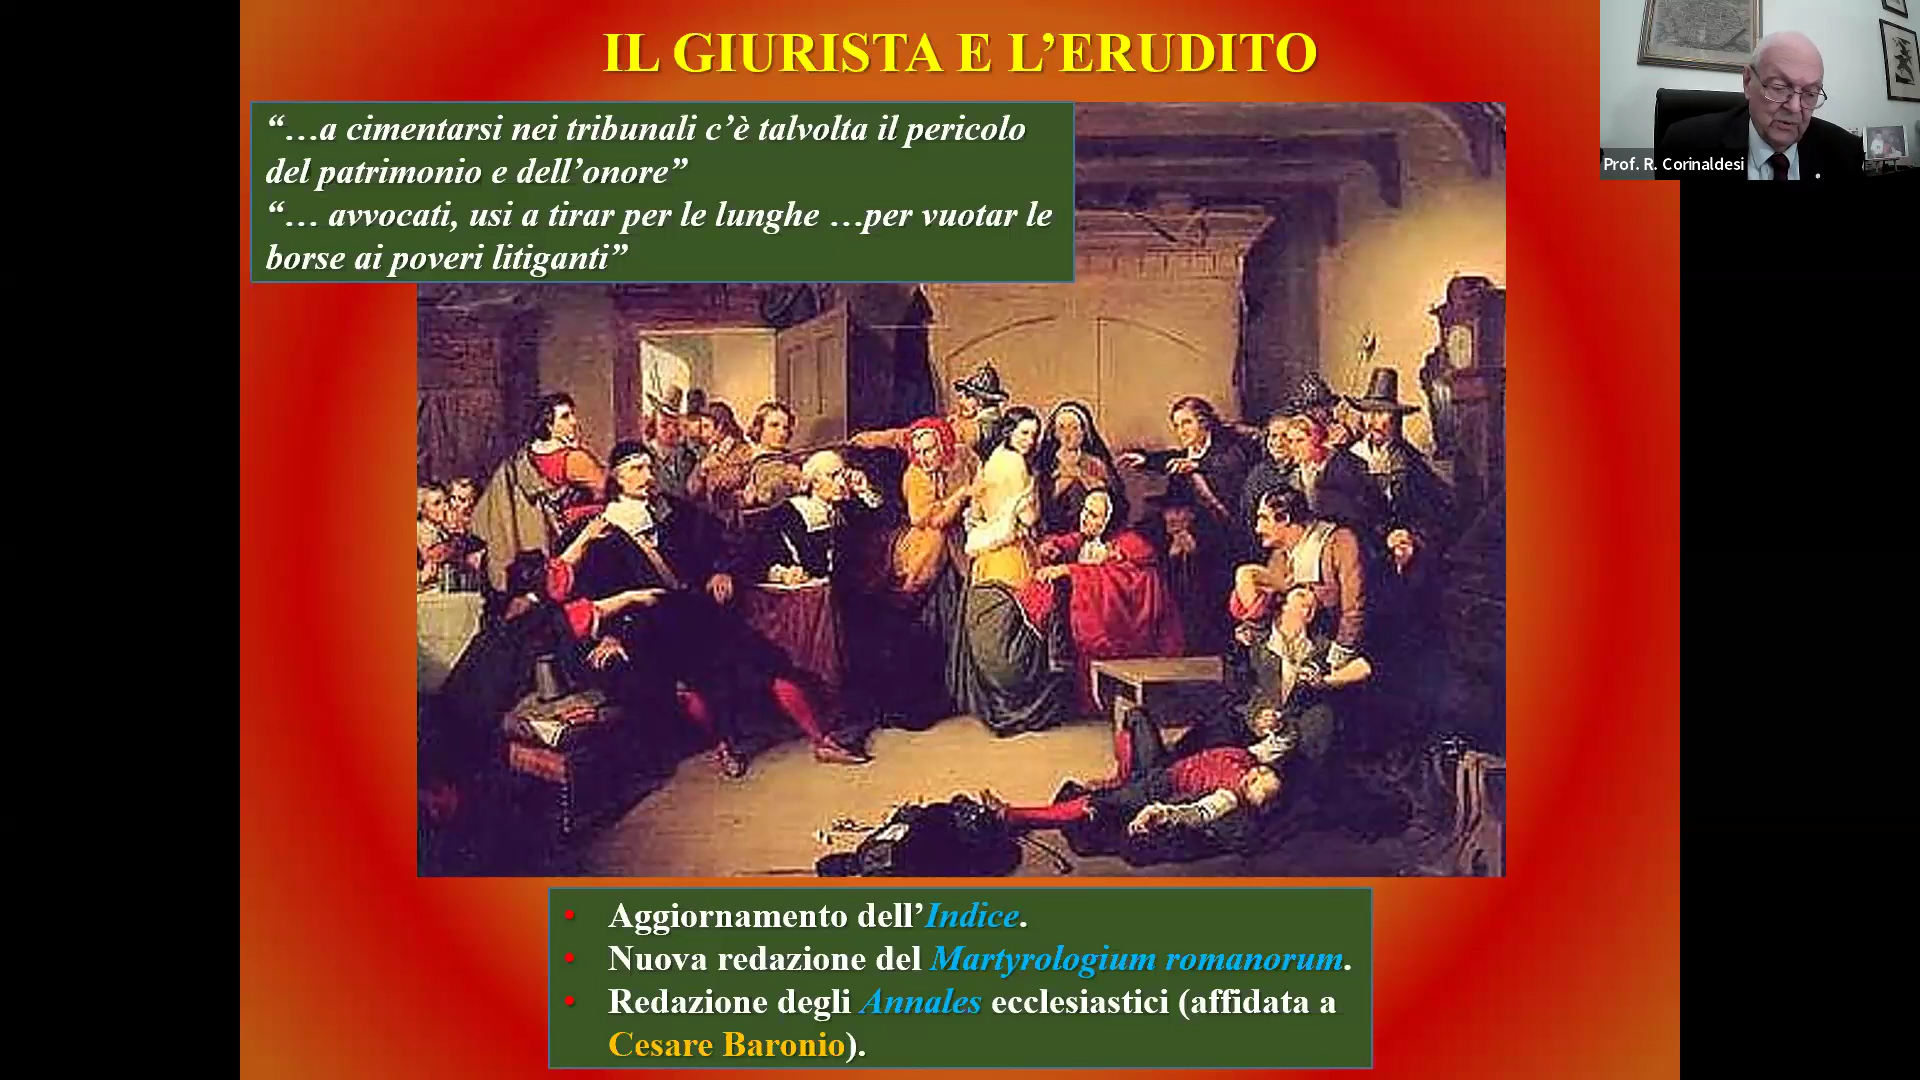 IL GIURISTA E L’ERUDITO
“…a cimentarsi nei tribunali c’è talvolta il pericolo
del patrimonio e dell’onore”
“… avvocati, usi a tirar per le lunghe …per vuotar le
borse ai poveri litiganti”
Prof. R. Corinaldesi
• Aggiornamento dell’Indice.
• Nuova redazione del Martyrologium romanorum.
• Redazione degli Annales ecclesiastici (affidata a
Cesare Baronio).